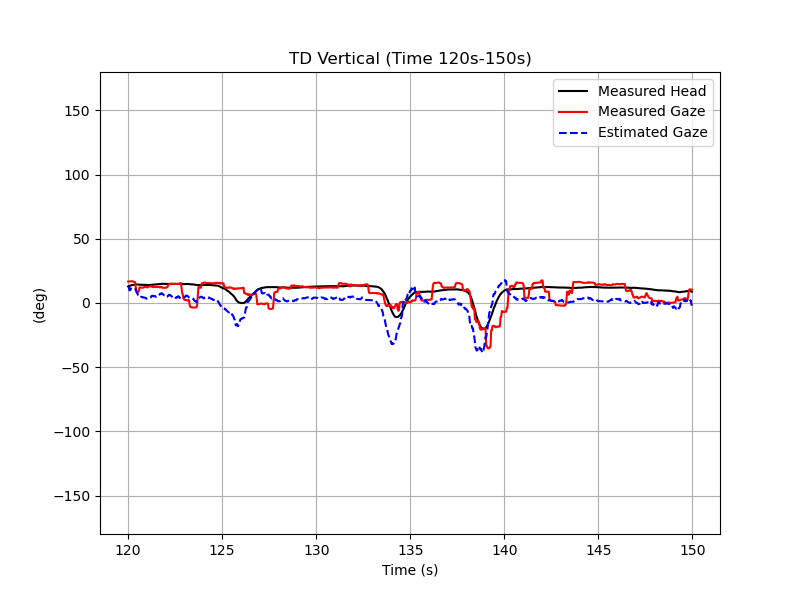 TD Vertical (Time 120s-150s)
Measured Head
Measured Gaze
Estimated Gaze
150
100
50
0
−50
−100
−150
(deg)
120
125
130
135
140
145
150
Time (s)